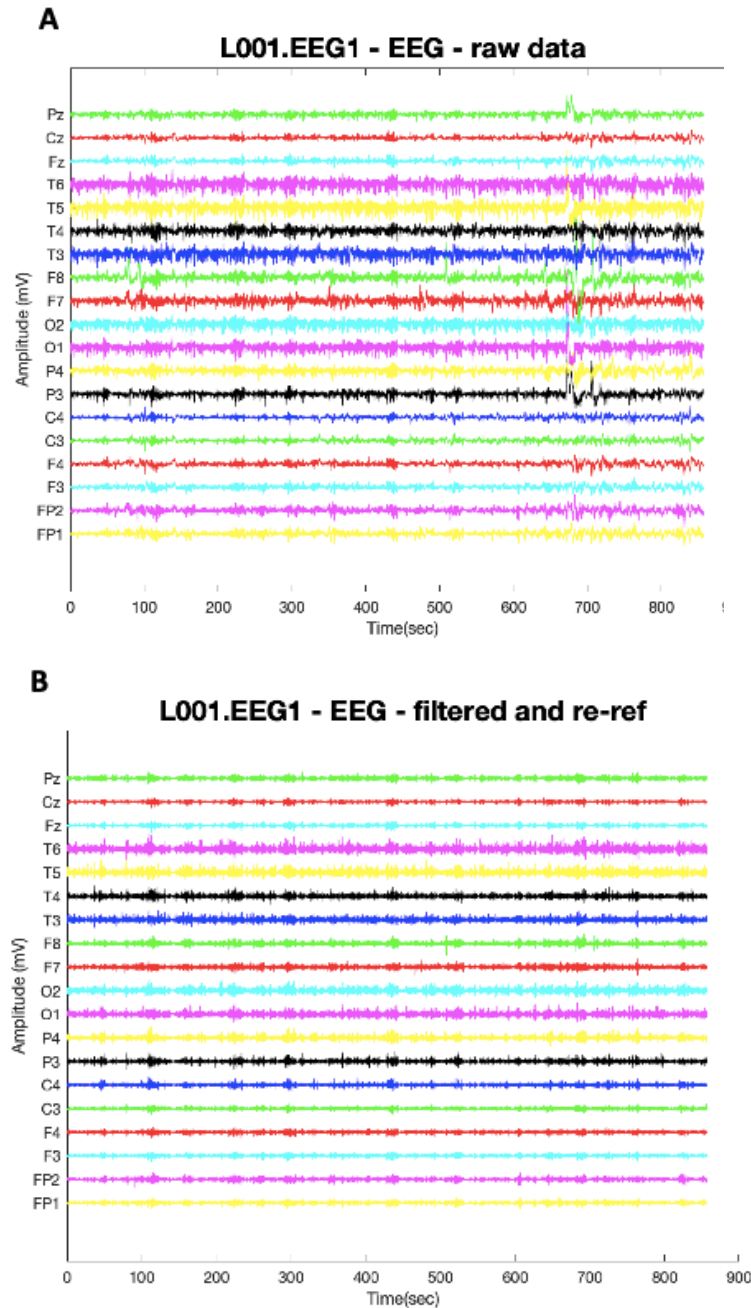 A
L001.EEG1 - EEG - raw data
Pz
Cz
Fz
T6
T5
T4
T3
F8
F7
O2
O1
P4
P3
C4
C3
F4
F3
FP2
FP1
Amplitude (mV)
0 100 200 300 400 500 600 700 800
Time(sec)
B
L001.EEG1 - EEG - filtered and re-ref
Pz
Cz
Fz
T6
T5
T4
T3
F8
F7
O2
O1
P4
P3
C4
C3
F4
F3
FP2
FP1
Amplitude (mV)
0 100 200 300 400 500 600 700 800 900
Time(sec)